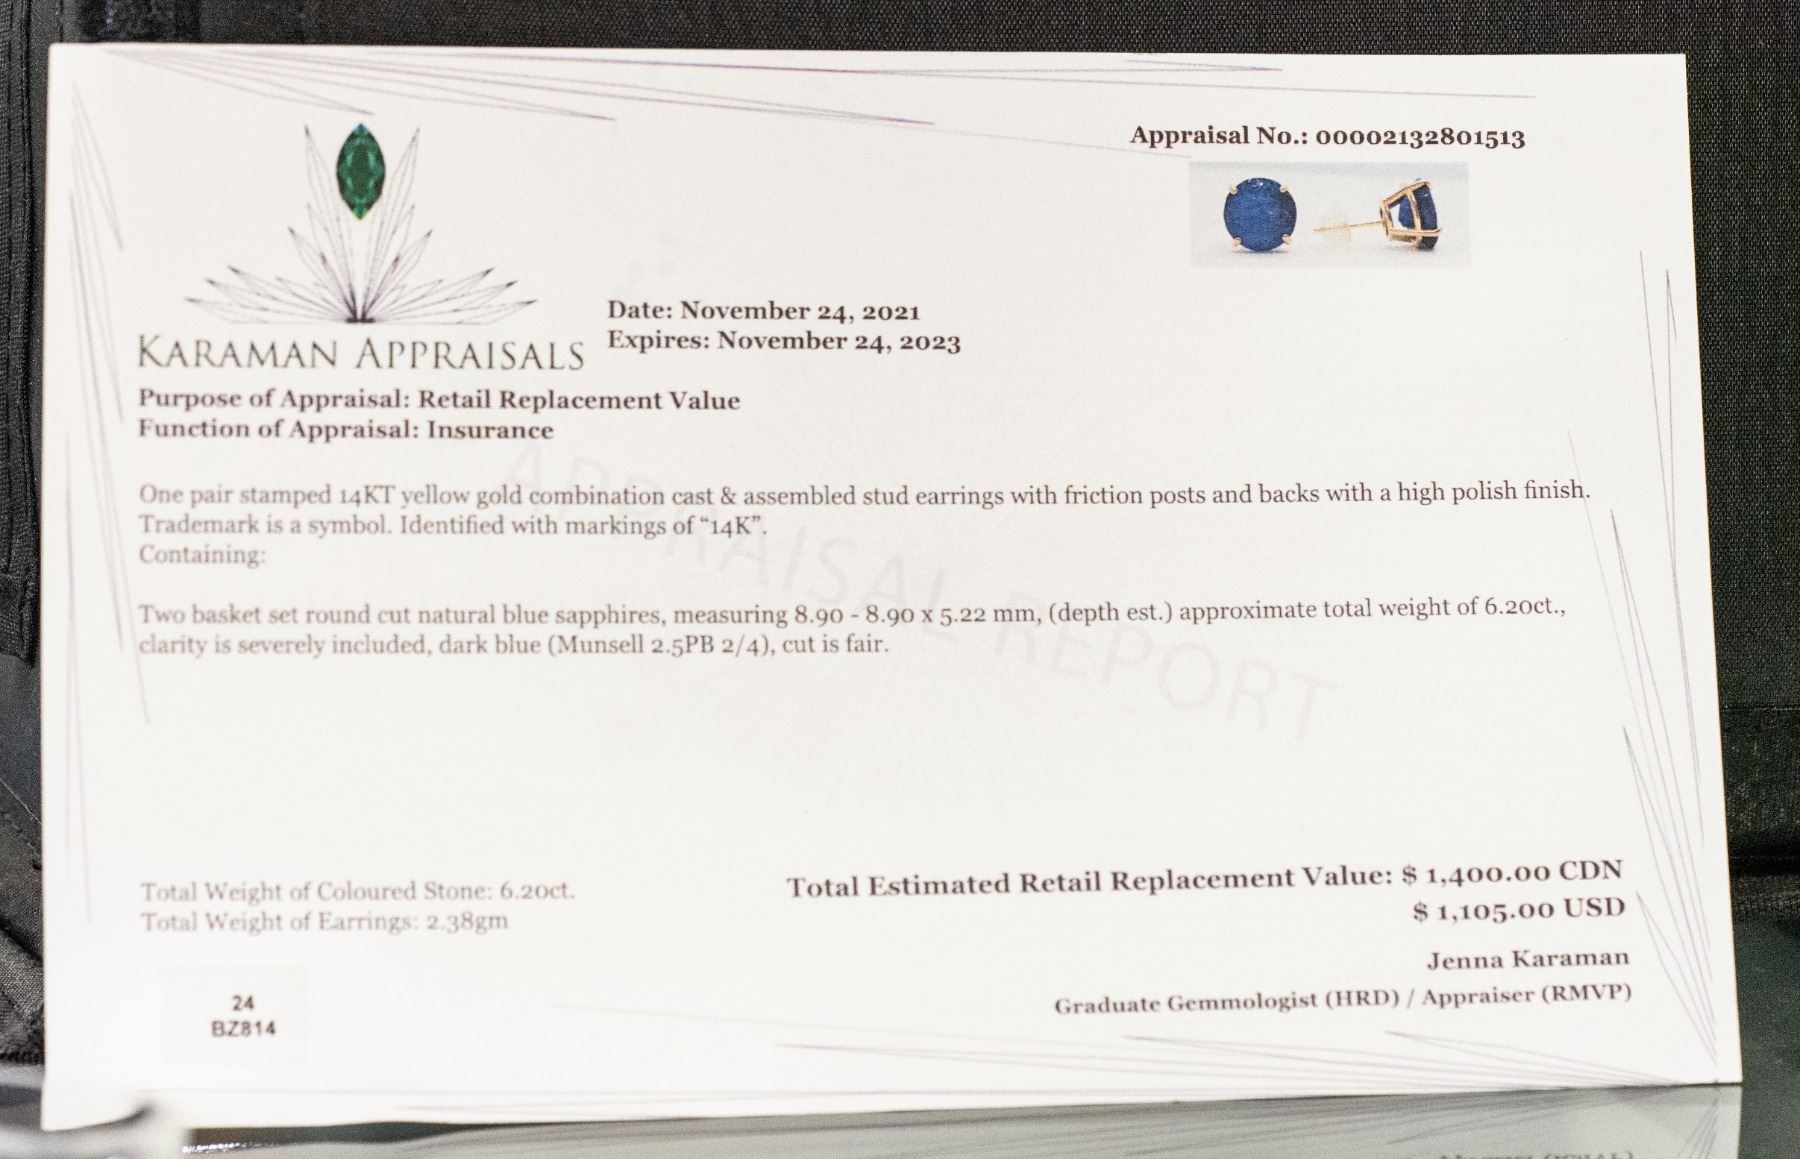 Appraisal No.: 00002132801513
KARAMAN APPRAISALS
Date: November 24, 2021
Expires: November 24, 2023
Purpose of Appraisal: Retail Replacement Value
Function of Appraisal: Insurance
One pair stamped 14KT yellow gold combination cast & assembled stud earrings with friction posts and backs with a high polish finish.
Trademark is a symbol. Identified with markings of “14K”.
Containing:
Two basket set round cut natural blue sapphires, measuring 8.90 - 8.90 x 5.22 mm, (depth est.) approximate total weight of 6.20ct.,
clarity is severely included, dark blue (Munsell 2.5PB 2/4), cut is fair.
APPRAISAL REPORT
Total Weight of Coloured Stone: 6.20ct.
Total Weight of Earrings: 2.38gm
Total Estimated Retail Replacement Value: $ 1,400.00 CDN
$ 1,105.00 USD
Jenna Karaman
Graduate Gemmologist (HRD) / Appraiser (RMVP)
24
BZ814